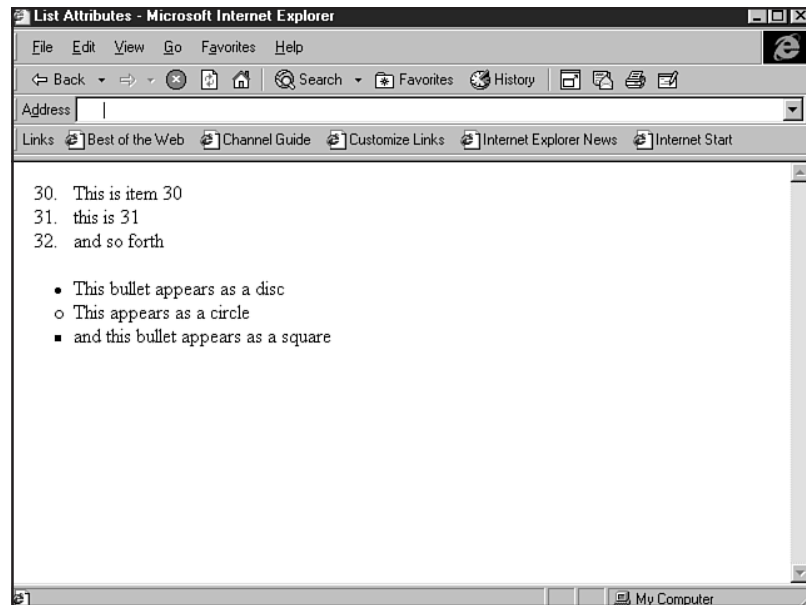 List Attributes - Microsoft Internet Explorer
File Edit View Go Favorites Help
Back Search Favorites History
Address
Links Best of the Web Channel Guide Customize Links Internet Explorer News Internet Start
30. This is item 30
31. this is 31
32. and so forth
• This bullet appears as a disc
○ This appears as a circle
▪ and this bullet appears as a square
My Computer